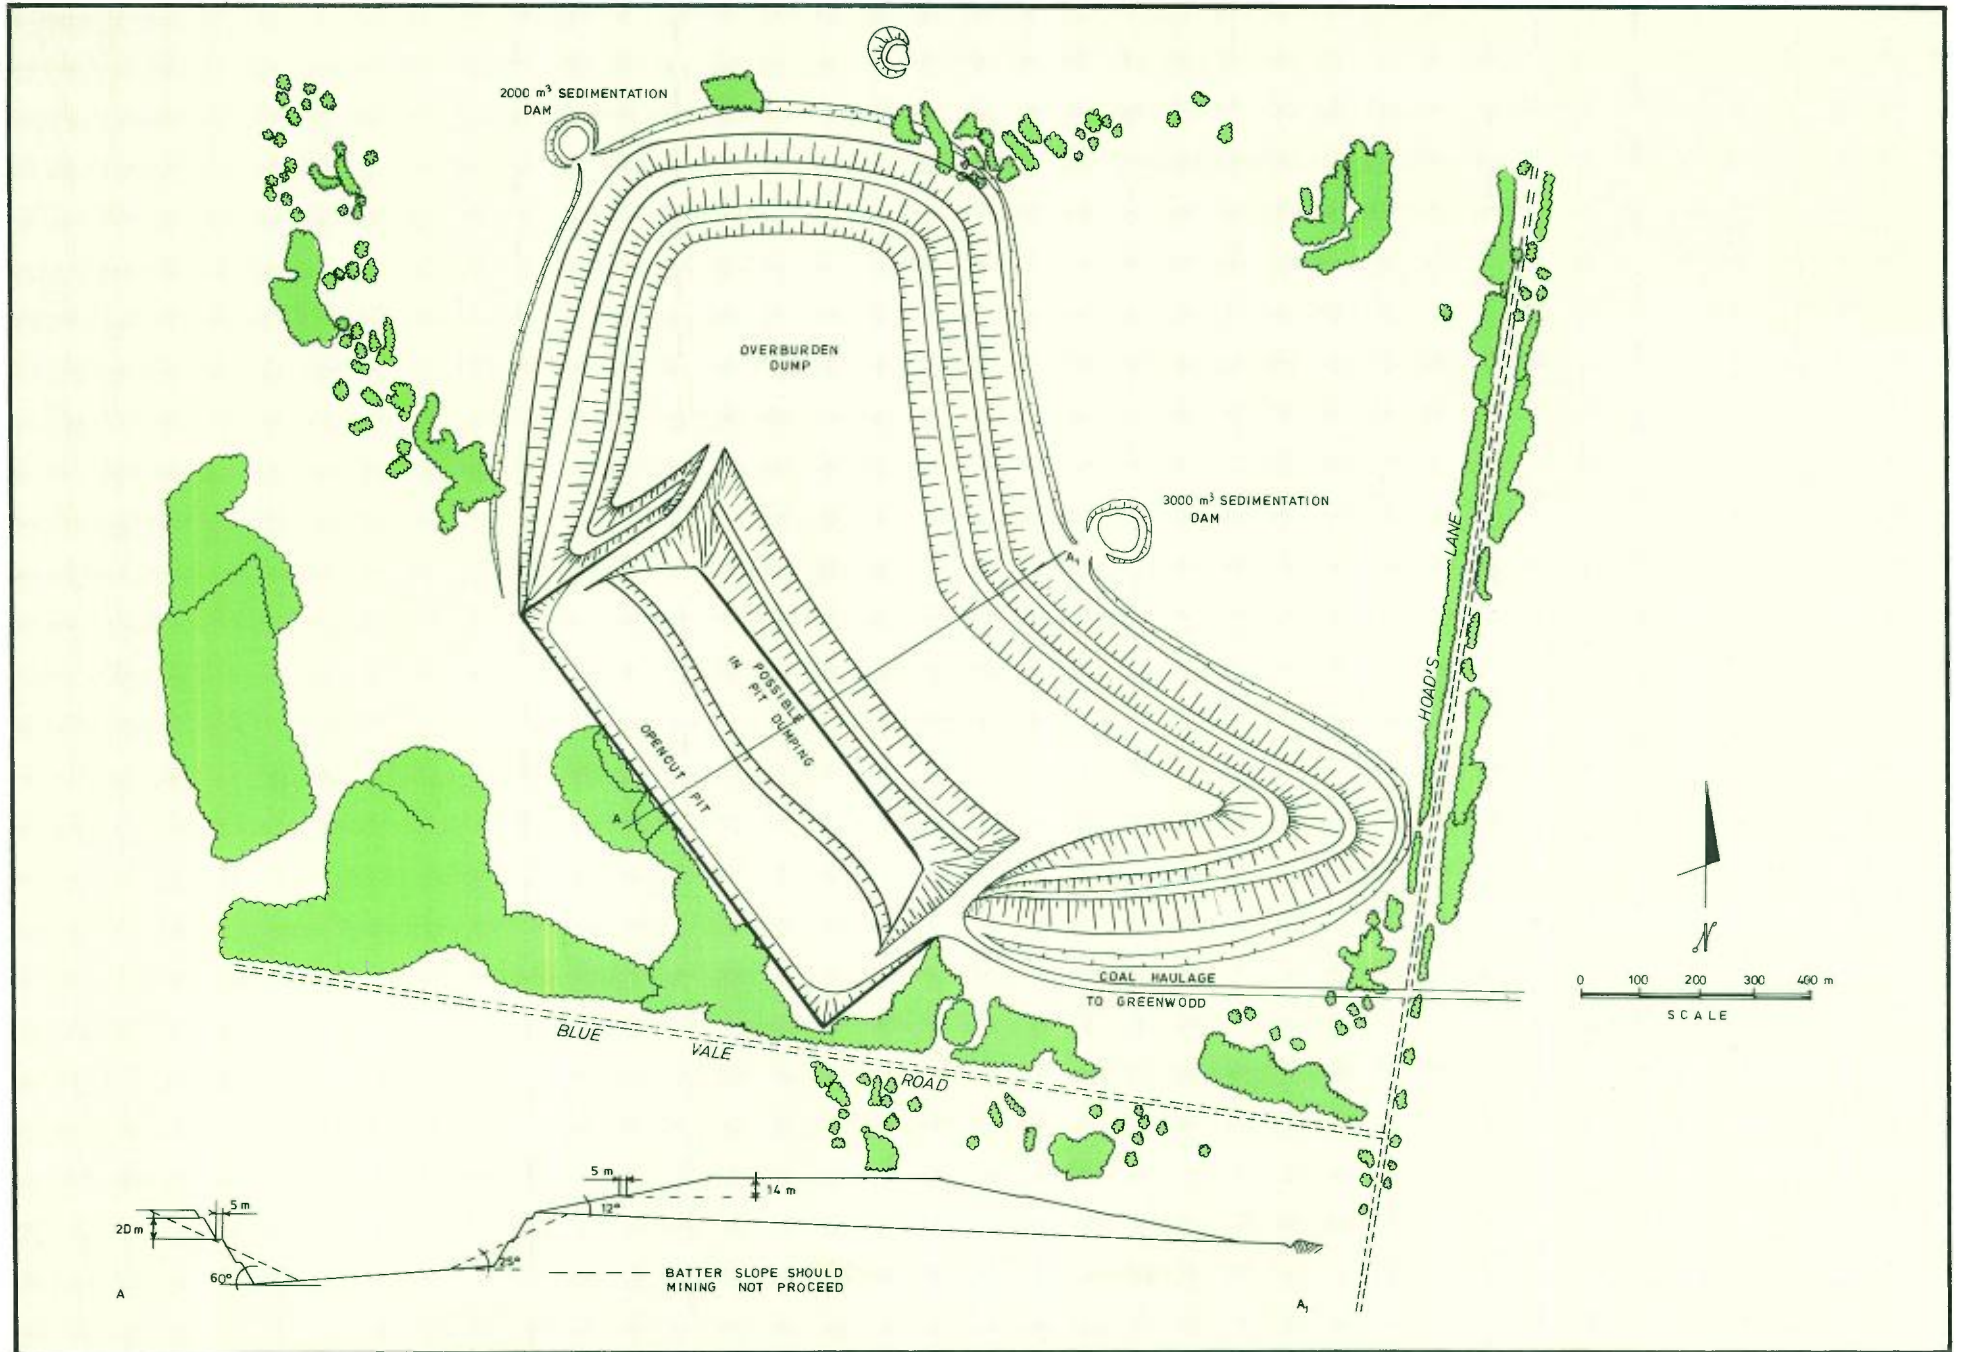 2000 m³ SEDIMENTATION
DAM
OVERBURDEN
DUMP
3000 m³ SEDIMENTATION
DAM
A₁
HOAD'S LANE
POSSIBLE
IN PIT DUMPING
OPENCUT PIT
A
COAL HAULAGE
TO GREENWODD
N
0 100 200 300 400 m
SCALE
BLUE VALE ROAD
5 m
14 m
12°
5 m
20 m
60°
25°
BATTER SLOPE SHOULD
MINING NOT PROCEED
A
A₁